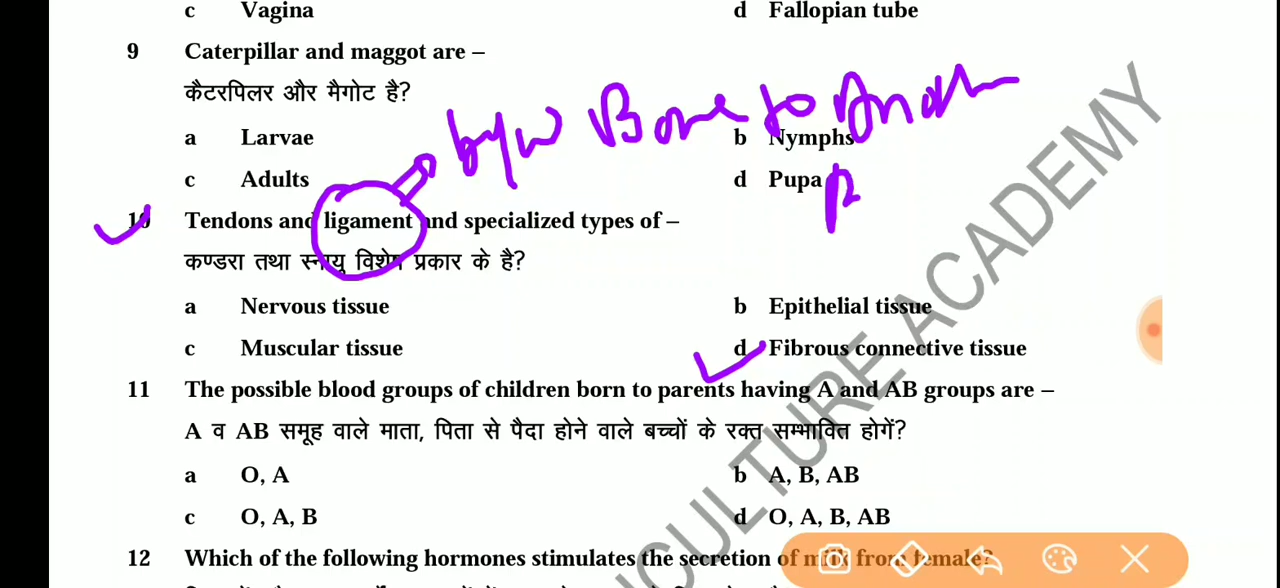 c Vagina d Fallopian tube
9 Caterpillar and maggot are –
कैटरपिलर और मैगोट है?
Bone to
a Larvae b Nymphs
c Adults d Pupa
10 Tendons and ligament and specialized types of –
कण्डरा तथा स्नायु विशेष प्रकार के है?
a Nervous tissue b Epithelial tissue
c Muscular tissue d Fibrous connective tissue
11 The possible blood groups of children born to parents having A and AB groups are –
A व AB समूह वाले माता, पिता से पैदा होने वाले बच्चों के रक्त सम्भावित होगें?
a O, A b A, B, AB
c O, A, B d O, A, B, AB
12 Which of the following hormones stimulates the secretion of milk from female?
CULTURE ACADEMY